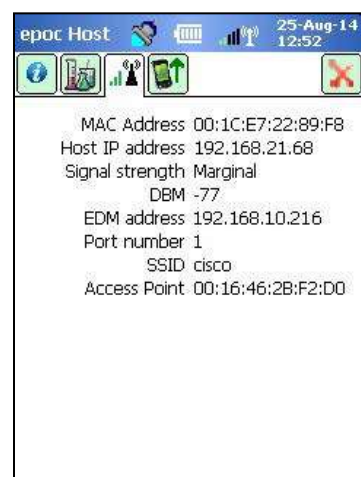 epoc Host 25-Aug-14
12:52
MAC Address 00:1C:E7:22:89:F8
Host IP address 192.168.21.68
Signal strength Marginal
DBM -77
EDM address 192.168.10.216
Port number 1
SSID cisco
Access Point 00:16:46:2B:F2:D0